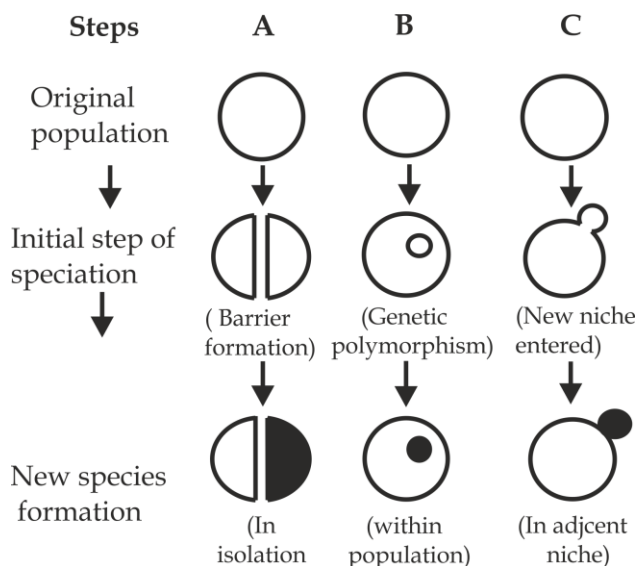 Steps A B C
Original
population
Initial step of
speciation
( Barrier
formation)
(Genetic
polymorphism)
(New niche
entered)
New species
formation
(In
isolation
(within
population)
(In adjcent
niche)